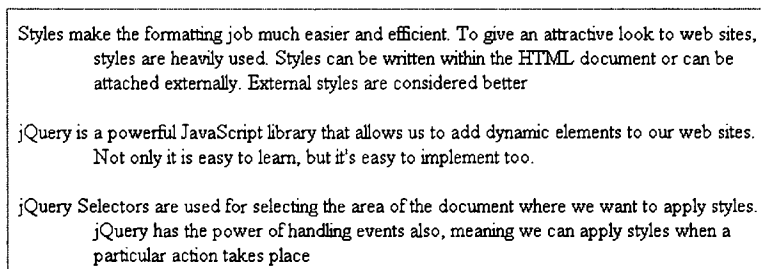 Styles make the formatting job much easier and efficient. To give an attractive look to web sites,
styles are heavily used. Styles can be written within the HTML document or can be
attached externally. External styles are considered better
jQuery is a powerful JavaScript library that allows us to add dynamic elements to our web sites.
Not only it is easy to learn, but it's easy to implement too.
jQuery Selectors are used for selecting the area of the document where we want to apply styles.
jQuery has the power of handling events also, meaning we can apply styles when a
particular action takes place